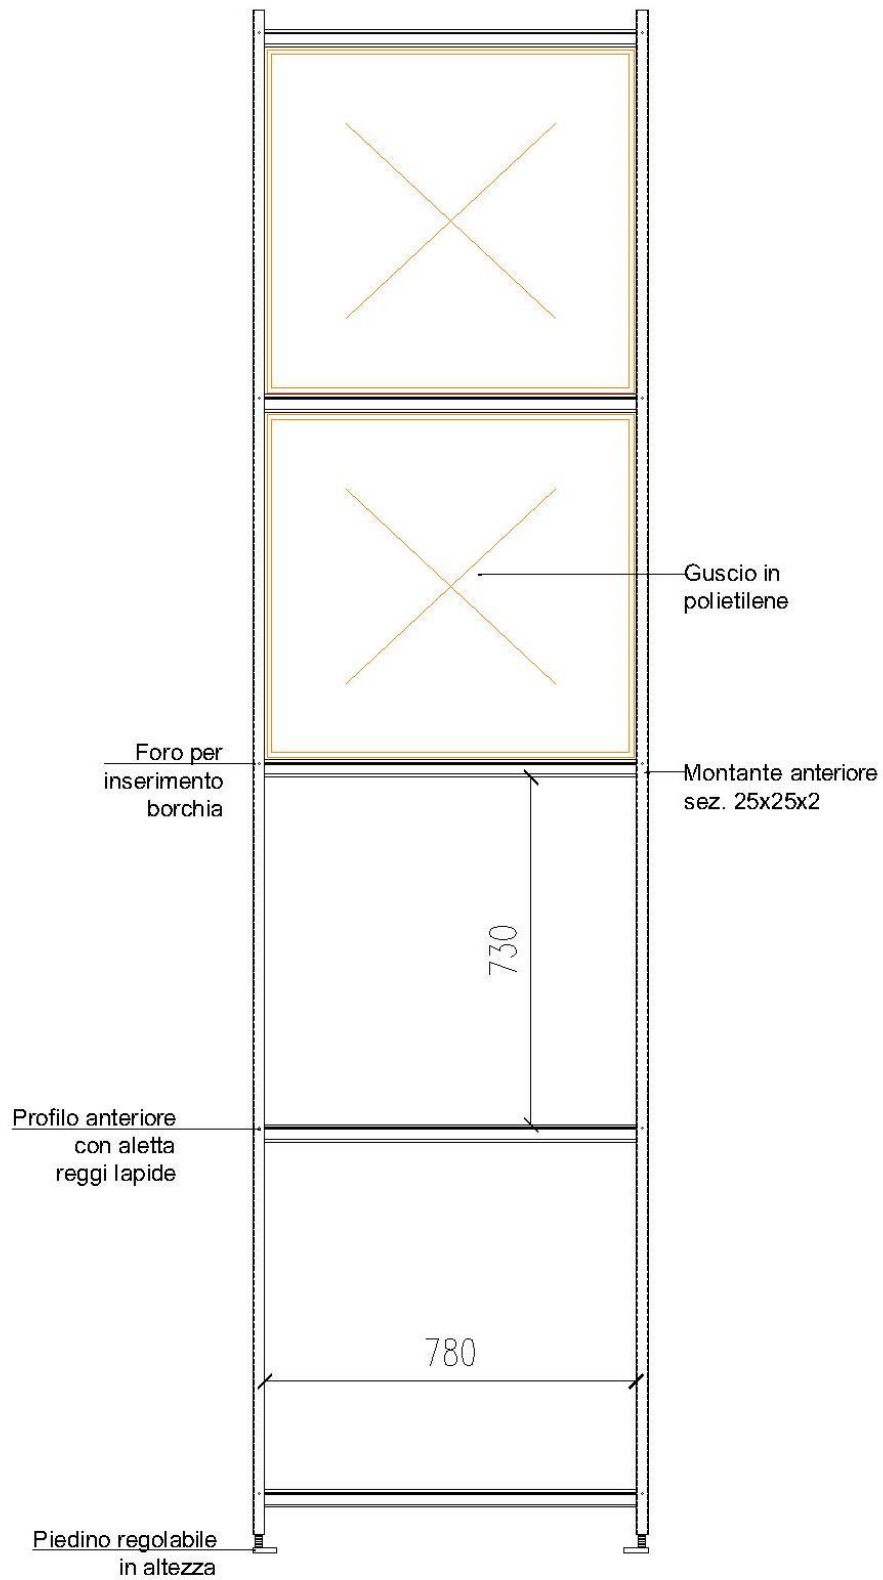 Guscio in
polietilene
Foro per
inserimento
borchia
Montante anteriore
sez. 25x25x2
730
Profilo anteriore
con aletta
reggi lapide
780
Piedino regolabile
in altezza